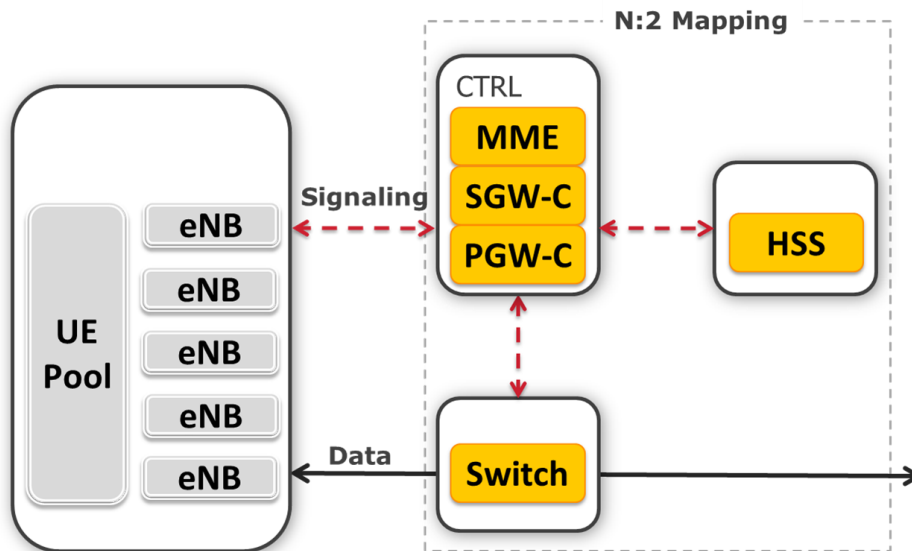 N:2 Mapping
CTRL
MME
SGW-C
PGW-C
Signaling
HSS
UE
Pool
eNB
eNB
eNB
eNB
eNB
Data
Switch